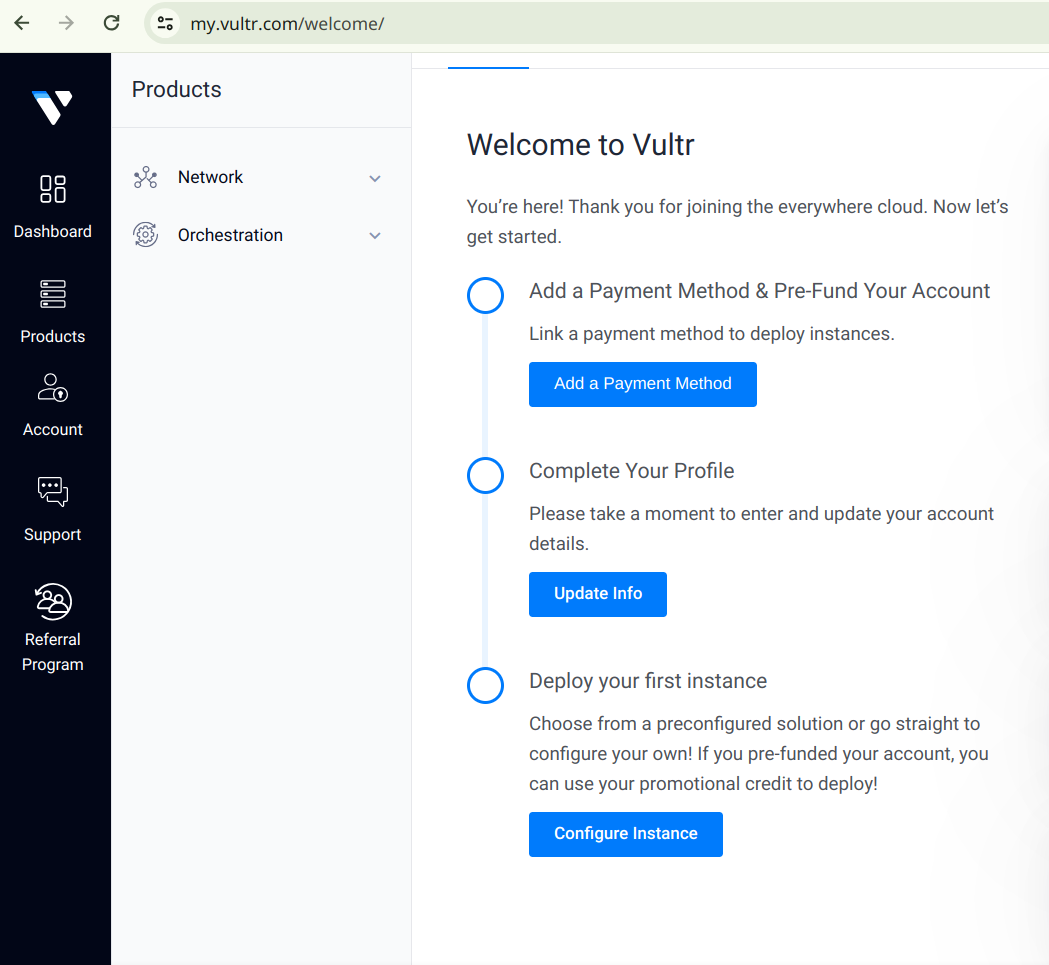 my.vultr.com/welcome/
Dashboard
Products
Account
Support
Referral
Program
Products
Network
Orchestration
Welcome to Vultr
You’re here! Thank you for joining the everywhere cloud. Now let’s
get started.
Add a Payment Method & Pre-Fund Your Account
Link a payment method to deploy instances.
Add a Payment Method
Complete Your Profile
Please take a moment to enter and update your account
details.
Update Info
Deploy your first instance
Choose from a preconfigured solution or go straight to
configure your own! If you pre-funded your account, you
can use your promotional credit to deploy!
Configure Instance